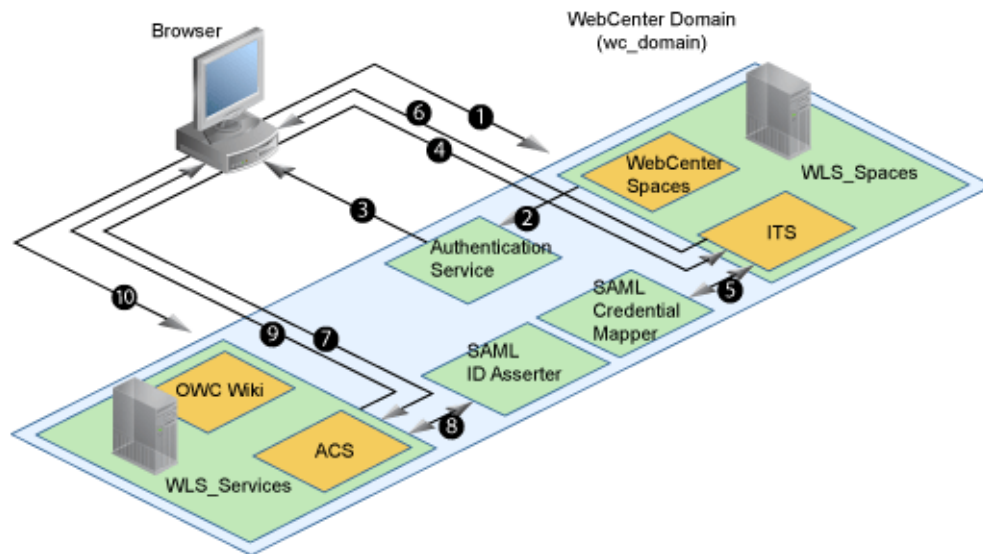 WebCenter Domain
(wc_domain)
Browser
1
6
4
WebCenter
Spaces
WLS_Spaces
2
3
ITS
Authentication
Service
5
SAML
Credential
Mapper
10
9
7
SAML
ID Asserter
OWC Wiki
8
ACS
WLS_Services